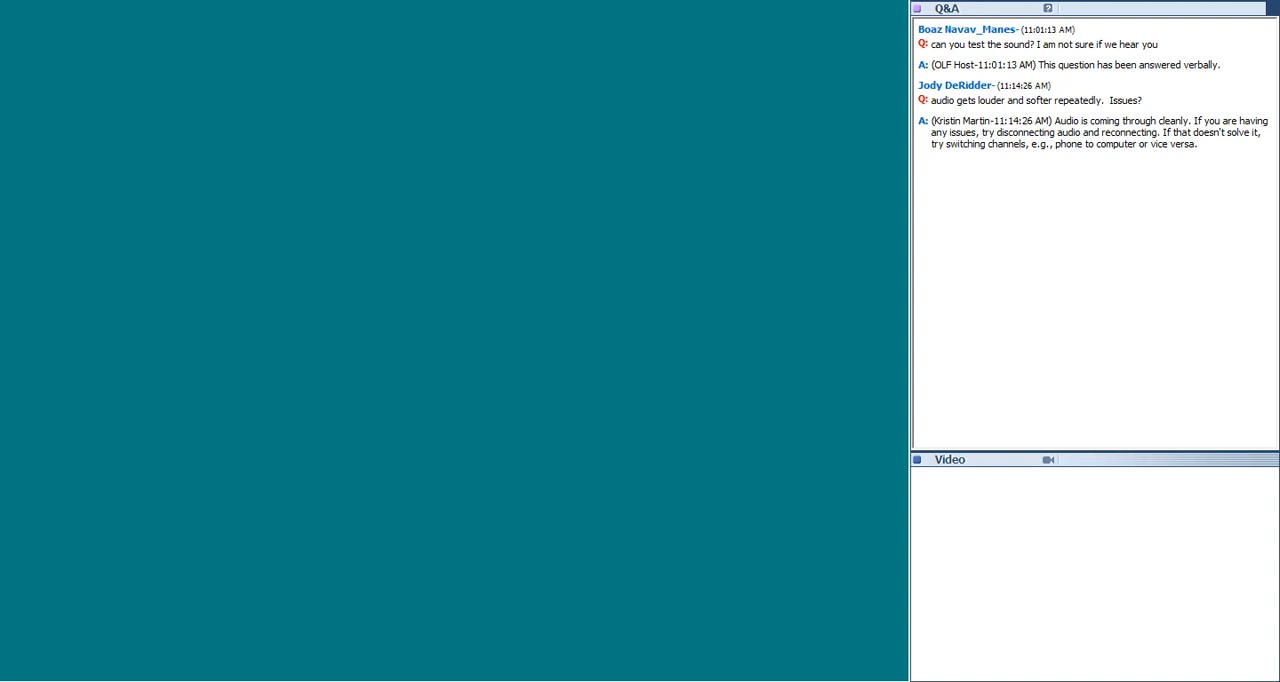 Q&A
Boaz Navav_Manes- (11:01:13 AM)
Q: can you test the sound? I am not sure if we hear you
A: (OLF Host-11:01:13 AM) This question has been answered verbally.
Jody DeRidder- (11:14:26 AM)
Q: audio gets louder and softer repeatedly.  Issues?
A: (Kristin Martin-11:14:26 AM) Audio is coming through cleanly. If you are having
any issues, try disconnecting audio and reconnecting. If that doesn't solve it,
try switching channels, e.g., phone to computer or vice versa.
Video